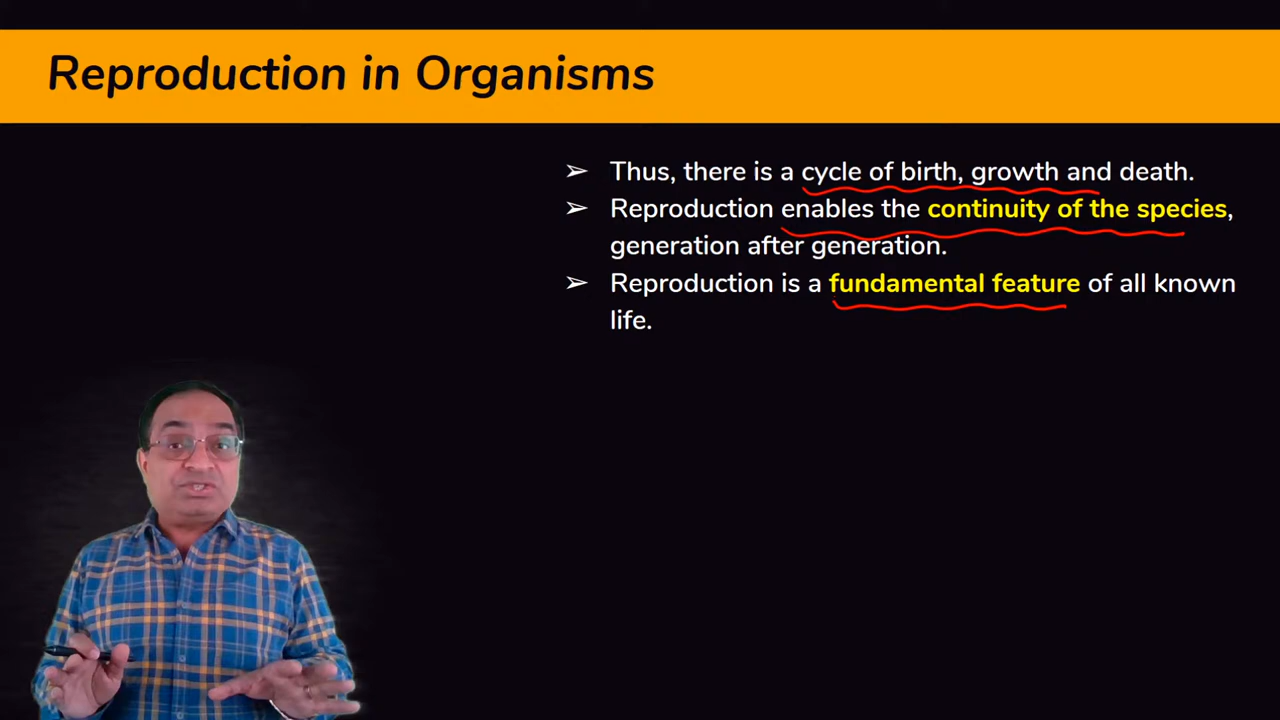 Reproduction in Organisms
➢ Thus, there is a cycle of birth, growth and death.
➢ Reproduction enables the continuity of the species,
generation after generation.
➢ Reproduction is a fundamental feature of all known
life.